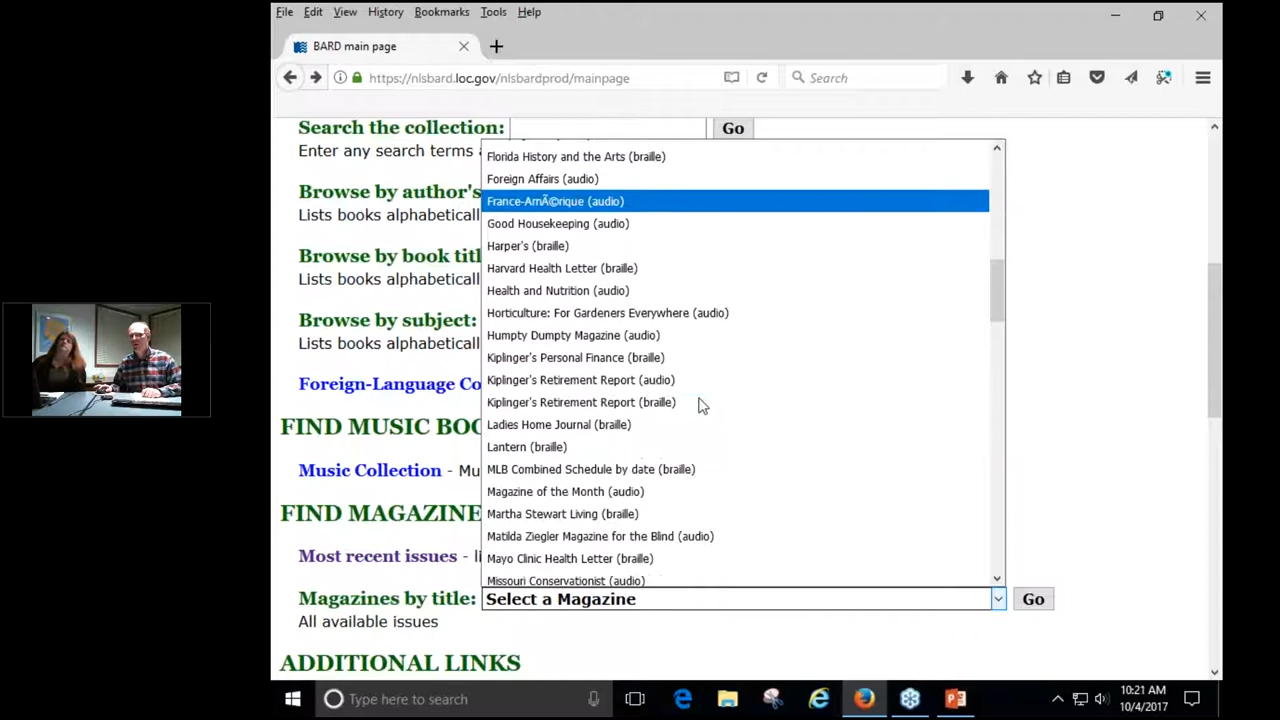 File Edit View History Bookmarks Tools Help
BARD main page
https://nlsbard.loc.gov/nlsbardprod/mainpage
Search
Search the collection: Go
Enter any search terms
Florida History and the Arts (braille)
Foreign Affairs (audio)
Browse by author's
France-AmÃ©rique (audio)
Lists books alphabeticall
Good Housekeeping (audio)
Harper's (braille)
Browse by book titl
Harvard Health Letter (braille)
Lists books alphabeticall
Health and Nutrition (audio)
Horticulture: For Gardeners Everywhere (audio)
Browse by subject:
Humpty Dumpty Magazine (audio)
Lists books alphabeticall
Kiplinger's Personal Finance (braille)
Kiplinger's Retirement Report (audio)
Foreign-Language Co
Kiplinger's Retirement Report (braille)
Ladies Home Journal (braille)
FIND MUSIC BOO
Lantern (braille)
MLB Combined Schedule by date (braille)
Music Collection - Mu
Magazine of the Month (audio)
Martha Stewart Living (braille)
FIND MAGAZINE
Matilda Ziegler Magazine for the Blind (audio)
Mayo Clinic Health Letter (braille)
Most recent issues - li
Missouri Conservationist (audio)
Magazines by title: Select a Magazine Go
All available issues
ADDITIONAL LINKS
Type here to search
10:21 AM
10/4/2017